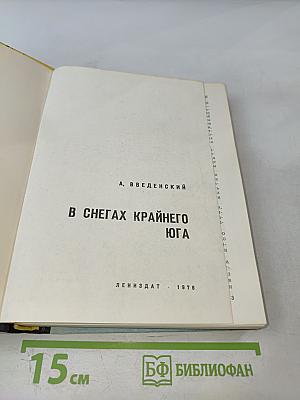 А. ВВЕДЕНСКИЙ
В СНЕГАХ КРАЙНЕГО
ЮГА
ЛЕНИЗДАТ · 1976
15 см
БФ БИБЛИОФАН